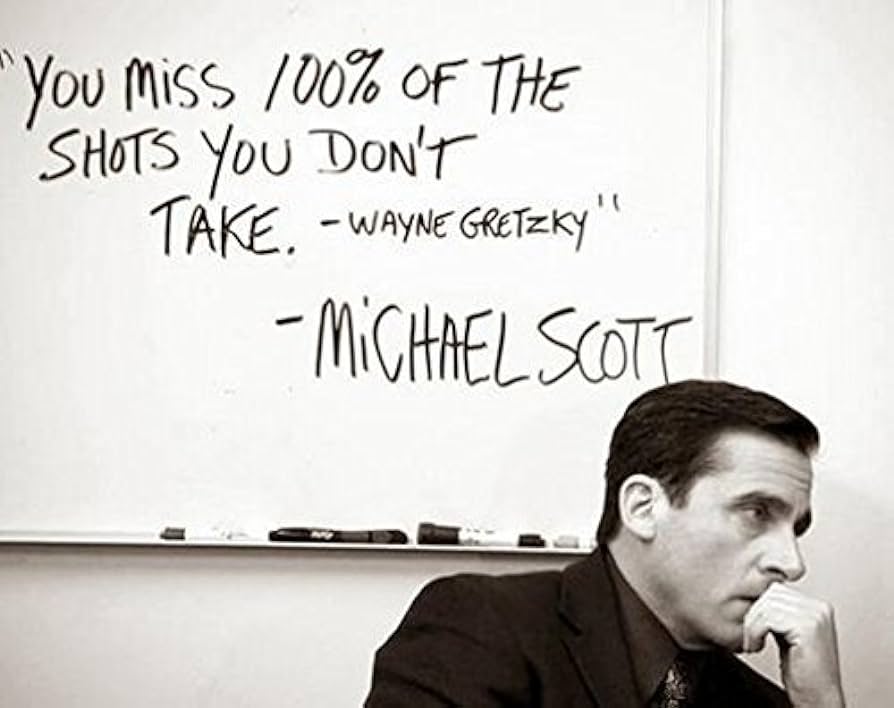 "YOU MiSS 100% OF THE
SHOTS YOU DON'T
TAKE. -WAYNE GRETZKY"
-MiCHAEL SCOTT